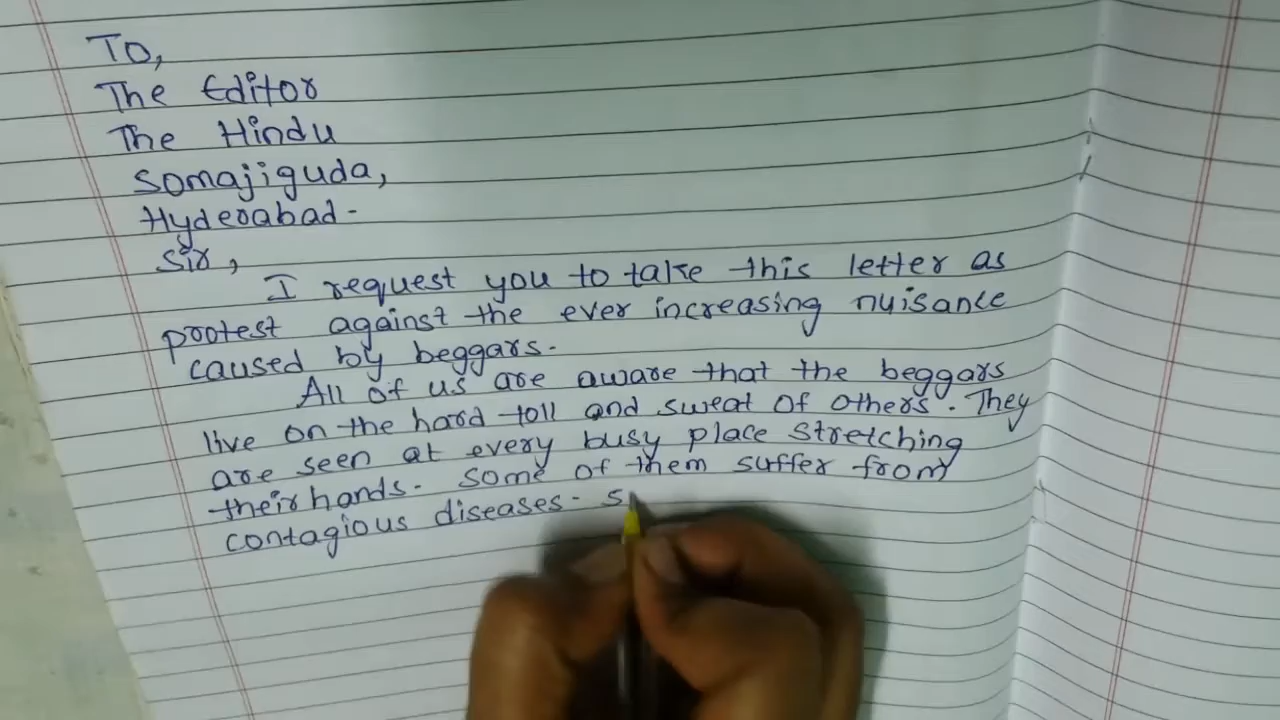 To,
The Editor
The Hindu
Somajiguda,
Hyderabad -
Sir,
I request you to take this letter as
protest against the ever increasing nuisance
caused by beggars.
All of us are aware that the beggars
live on the hard toll and sweat of others. They
are seen at every busy place stretching
their hands. Some of them suffer from
contagious diseases. S